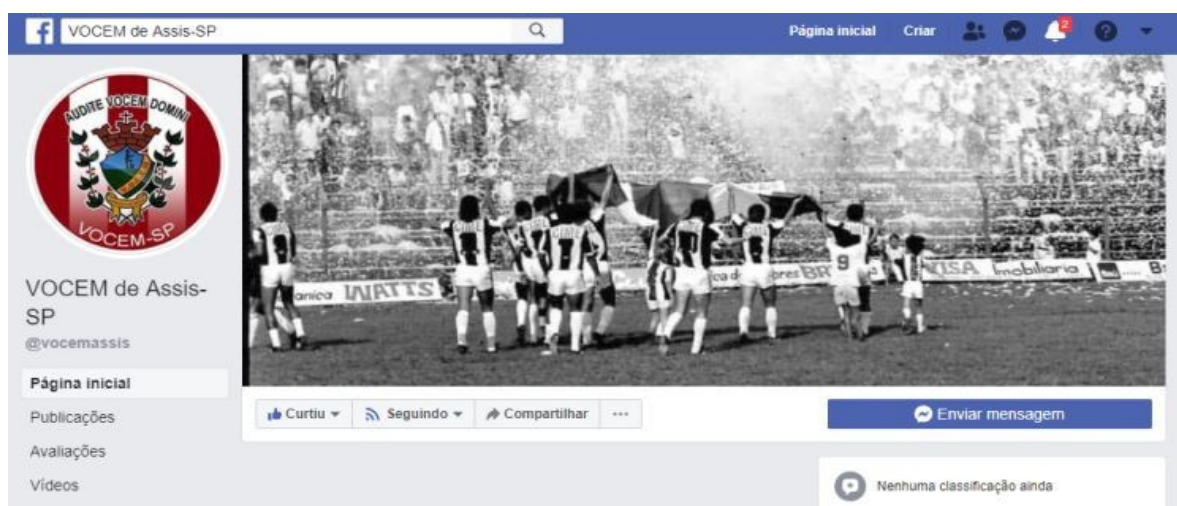 VOCEM de Assis-SP
Página inicial
Criar
2
AUDITE VOCEM DOMINI
VOCEM-SP
VOCEM de Assis-
SP
@vocemassis
Página inicial
Publicações
Avaliações
Vídeos
WATTS
9
VISA Imobiliaria
Curtiu
Seguindo
Compartilhar
Enviar mensagem
Nenhuma classificação ainda